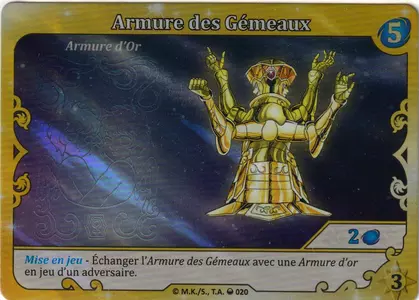 Armure des Gémeaux
5
Armure d'Or
2
Mise en jeu - Échanger l'Armure des Gémeaux avec une Armure d'or
en jeu d'un adversaire.
3
© M.K./S., T.A. 020